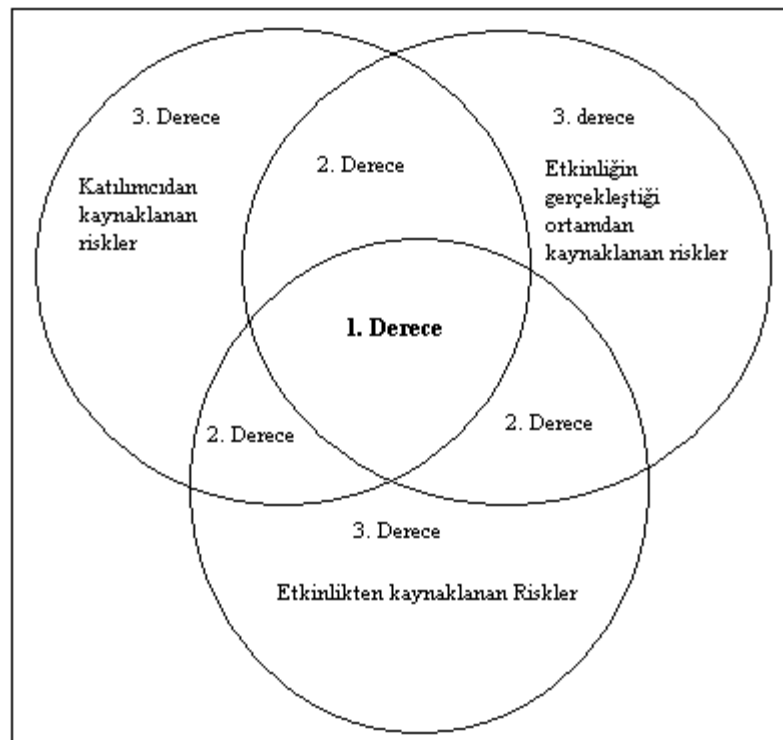 3. Derece
Katılımcıdan
kaynaklanan
riskler
2. Derece
3. derece
Etkinliğin
gerçekleştiği
ortamdan
kaynaklanan riskler
1. Derece
2. Derece
2. Derece
3. Derece
Etkinlikten kaynaklanan Riskler